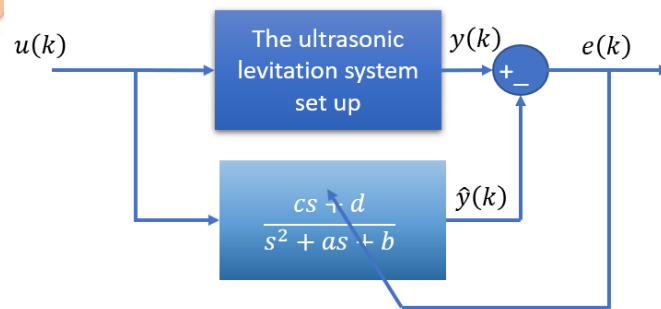 u(k)
The ultrasonic
levitation system
set up
y(k)
+
−
e(k)
cs + d
s² + as + b
ŷ(k)